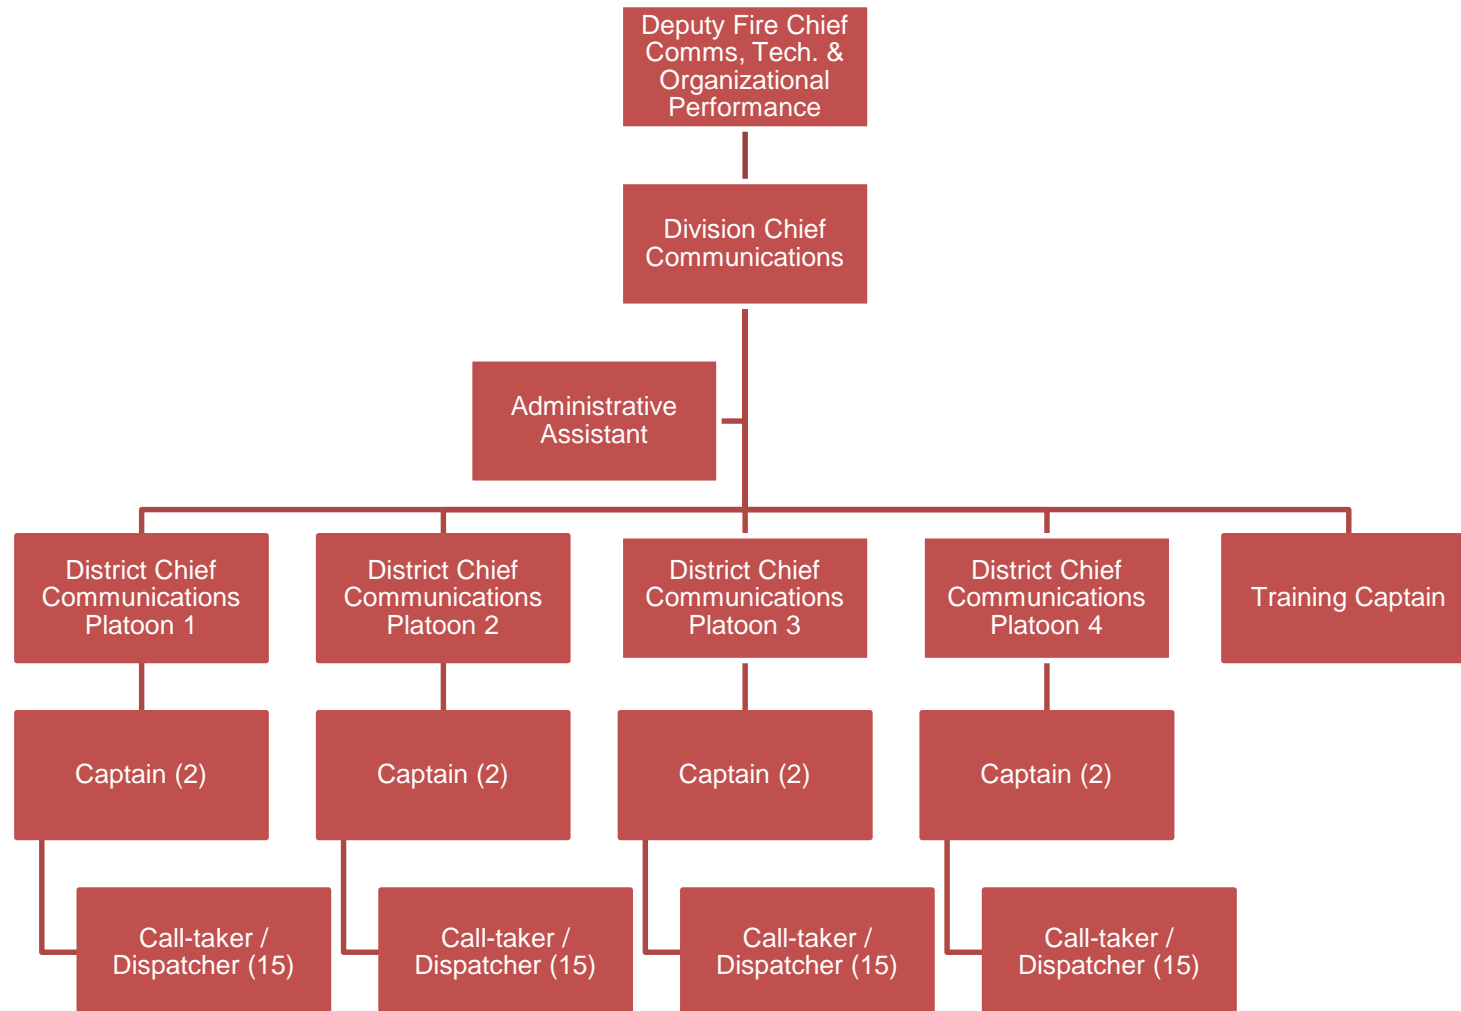 Deputy Fire Chief
Comms, Tech. &
Organizational
Performance
Division Chief
Communications
Administrative
Assistant
District Chief
Communications
Platoon 1
District Chief
Communications
Platoon 2
District Chief
Communications
Platoon 3
District Chief
Communications
Platoon 4
Training Captain
Captain (2)
Captain (2)
Captain (2)
Captain (2)
Call-taker /
Dispatcher (15)
Call-taker /
Dispatcher (15)
Call-taker /
Dispatcher (15)
Call-taker /
Dispatcher (15)